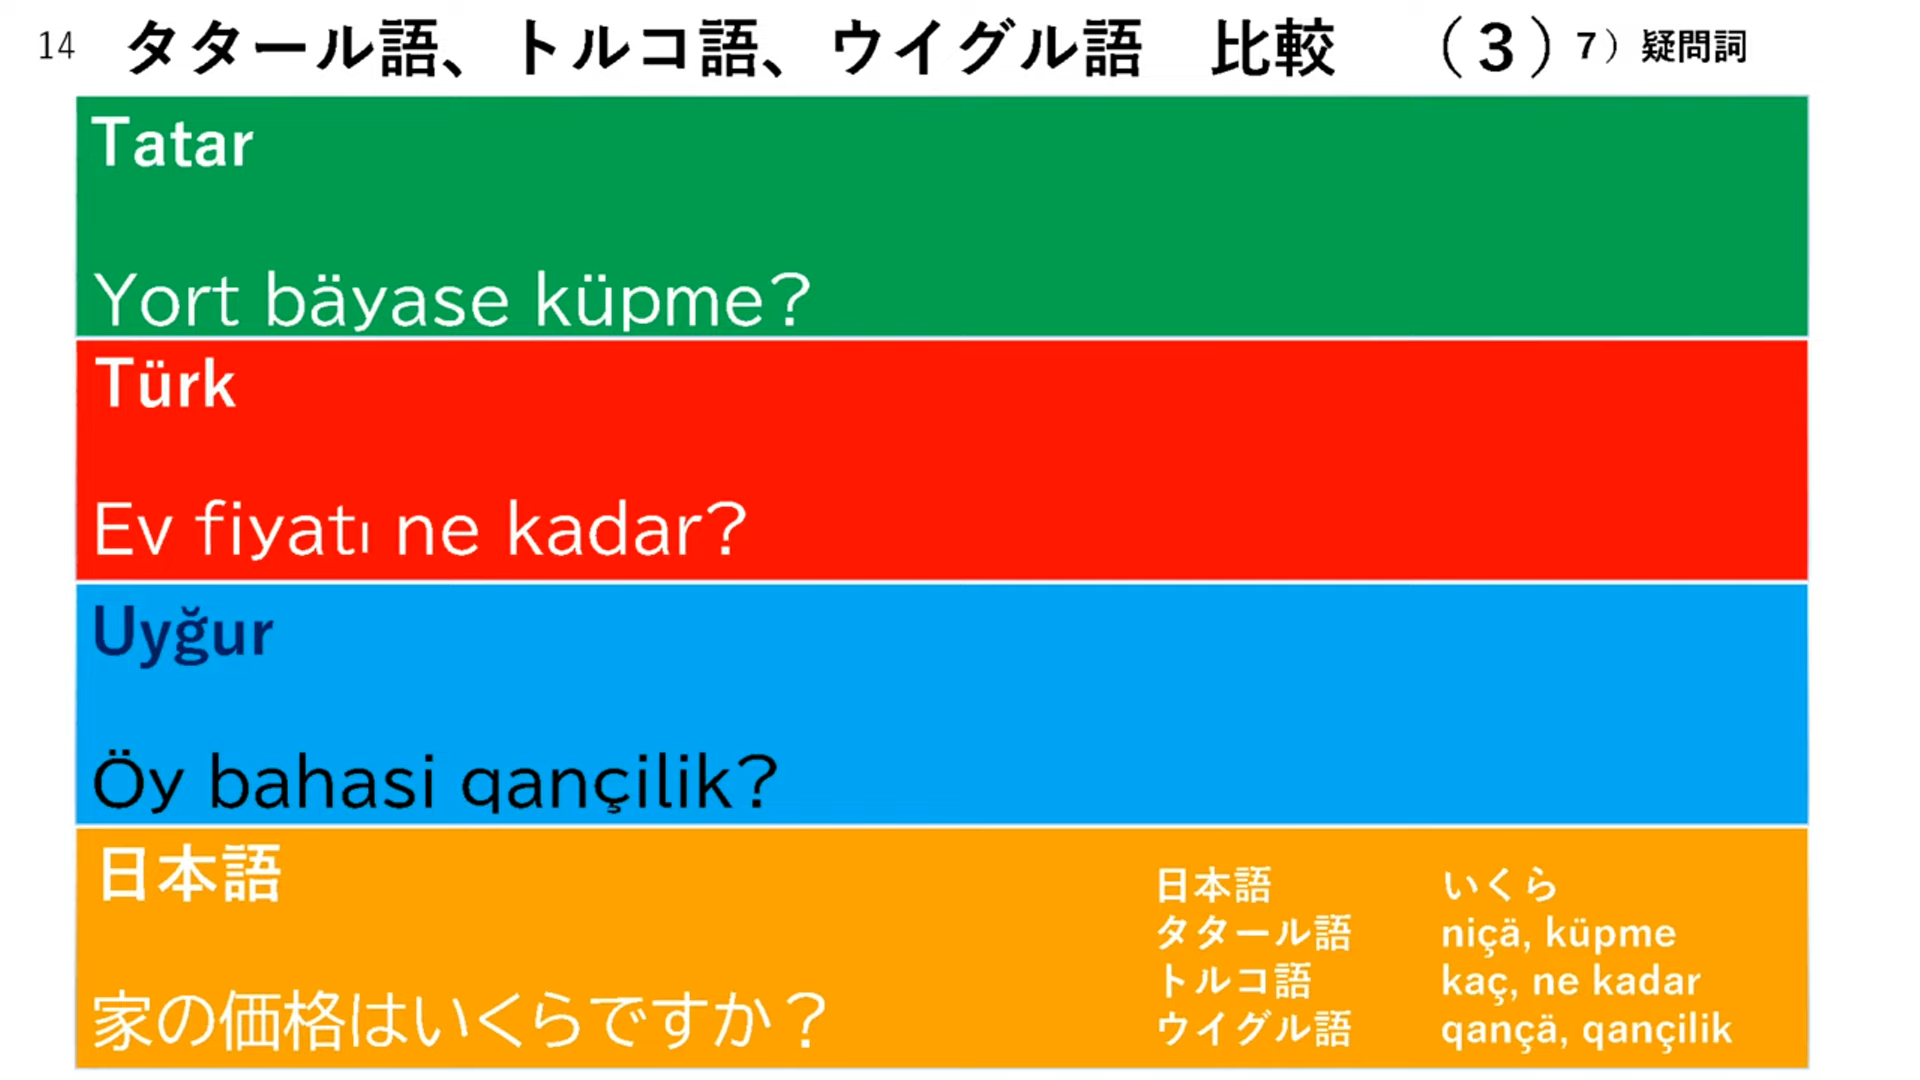 14 タタール語、トルコ語、ウイグル語　比較　（３）７）疑問詞
Tatar
Yort bäyase küpme?
Türk
Ev fiyatı ne kadar?
Uyğur
Öy bahasi qançilik?
日本語
家の価格はいくらですか？
日本語 いくら
タタール語 niçä, küpme
トルコ語 kaç, ne kadar
ウイグル語 qançä, qançilik